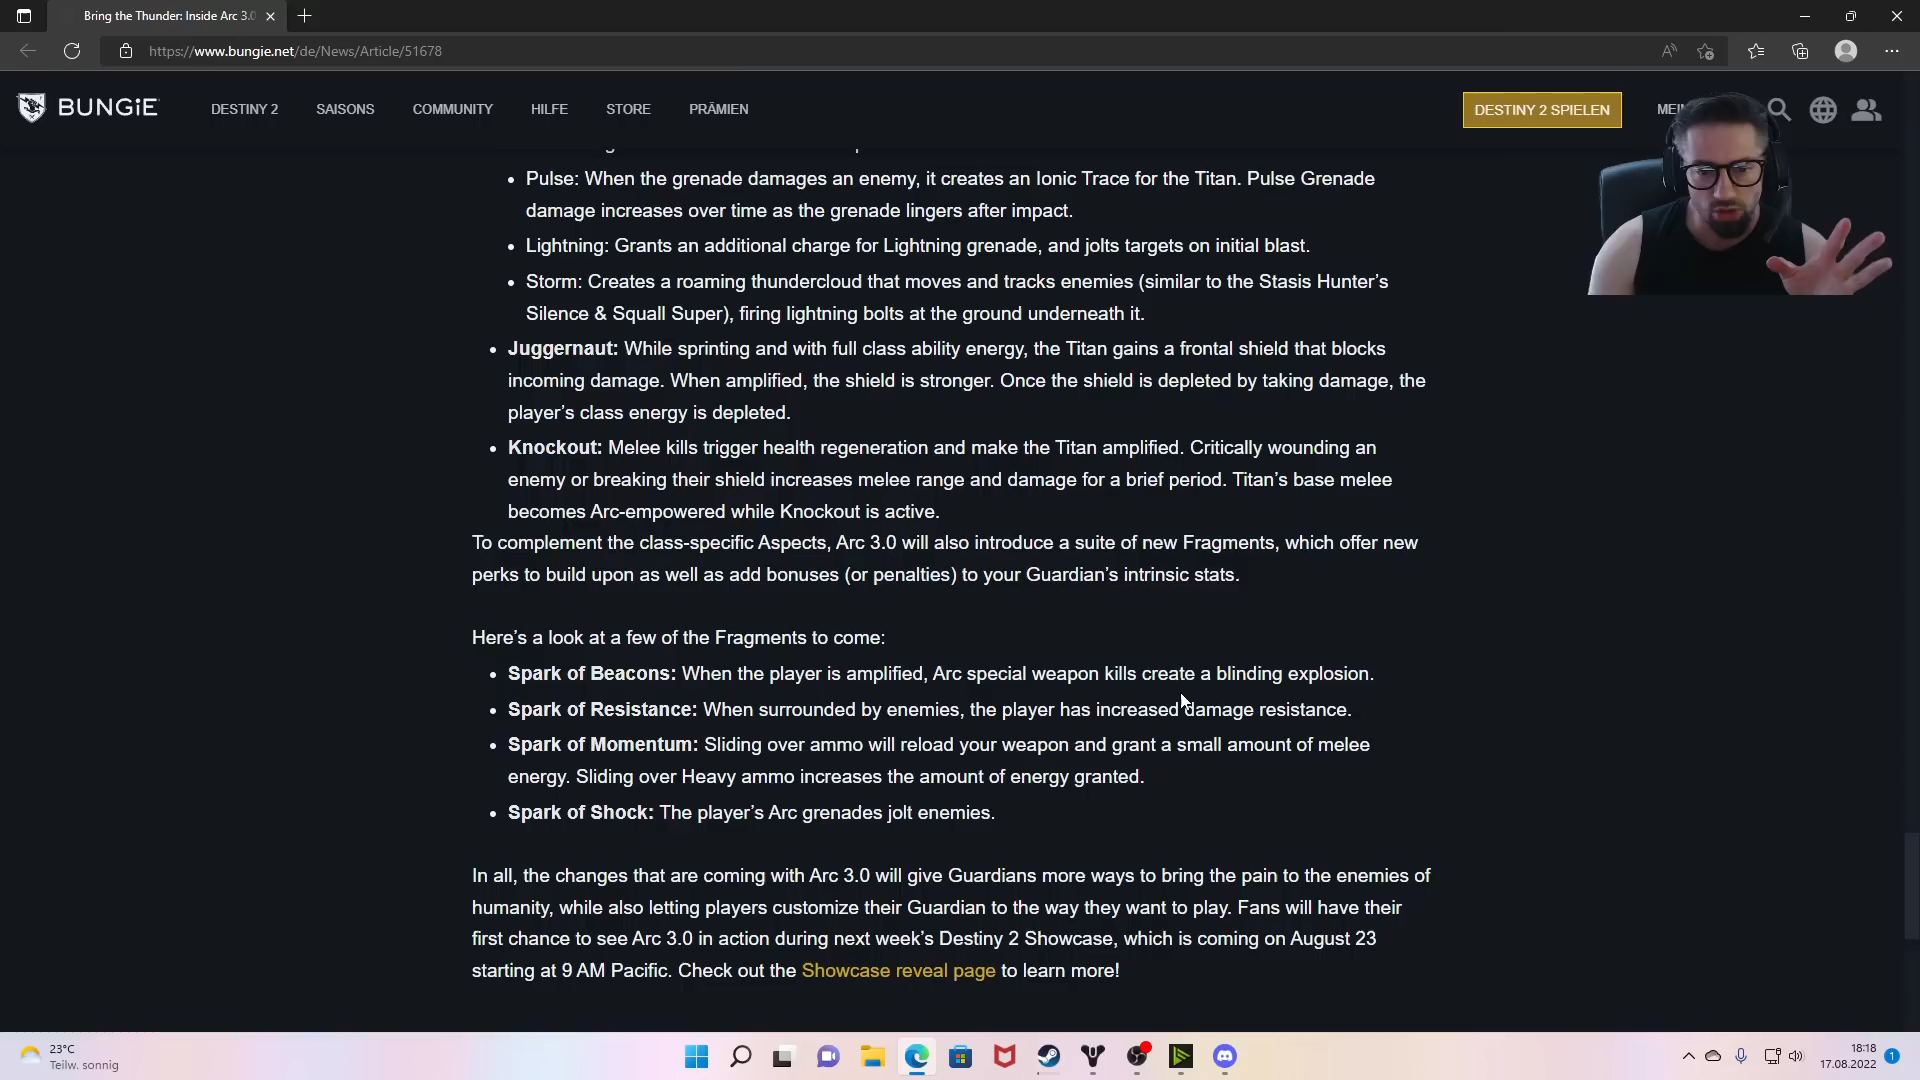 Bring the Thunder: Inside Arc 3.0
https://www.bungie.net/de/News/Article/51678
BUNGiE
DESTINY 2 SAISONS COMMUNITY HILFE STORE PRÄMIEN
DESTINY 2 SPIELEN
Pulse: When the grenade damages an enemy, it creates an Ionic Trace for the Titan. Pulse Grenade
damage increases over time as the grenade lingers after impact.
Lightning: Grants an additional charge for Lightning grenade, and jolts targets on initial blast.
Storm: Creates a roaming thundercloud that moves and tracks enemies (similar to the Stasis Hunter’s
Silence & Squall Super), firing lightning bolts at the ground underneath it.
Juggernaut: While sprinting and with full class ability energy, the Titan gains a frontal shield that blocks
incoming damage. When amplified, the shield is stronger. Once the shield is depleted by taking damage, the
player’s class energy is depleted.
Knockout: Melee kills trigger health regeneration and make the Titan amplified. Critically wounding an
enemy or breaking their shield increases melee range and damage for a brief period. Titan’s base melee
becomes Arc-empowered while Knockout is active.
To complement the class-specific Aspects, Arc 3.0 will also introduce a suite of new Fragments, which offer new
perks to build upon as well as add bonuses (or penalties) to your Guardian’s intrinsic stats.
Here’s a look at a few of the Fragments to come:
Spark of Beacons: When the player is amplified, Arc special weapon kills create a blinding explosion.
Spark of Resistance: When surrounded by enemies, the player has increased damage resistance.
Spark of Momentum: Sliding over ammo will reload your weapon and grant a small amount of melee
energy. Sliding over Heavy ammo increases the amount of energy granted.
Spark of Shock: The player’s Arc grenades jolt enemies.
In all, the changes that are coming with Arc 3.0 will give Guardians more ways to bring the pain to the enemies of
humanity, while also letting players customize their Guardian to the way they want to play. Fans will have their
first chance to see Arc 3.0 in action during next week’s Destiny 2 Showcase, which is coming on August 23
starting at 9 AM Pacific. Check out the Showcase reveal page to learn more!
23°C
Teilw. sonnig
18:18
17.08.2022
1